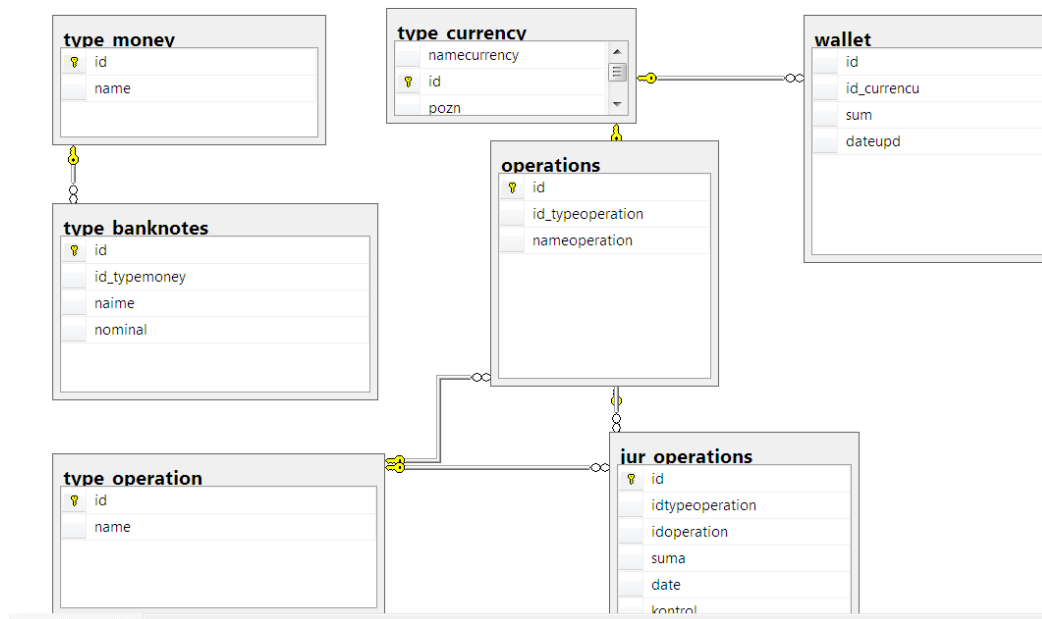 type_money
id
name
type_currency
namecurrency
id
pozn
wallet
id
id_currencu
sum
dateupd
operations
id
id_typeoperation
nameoperation
type_banknotes
id
id_typemoney
naime
nominal
type_operation
id
name
jur_operations
id
idtypeoperation
idoperation
suma
date
kontrol